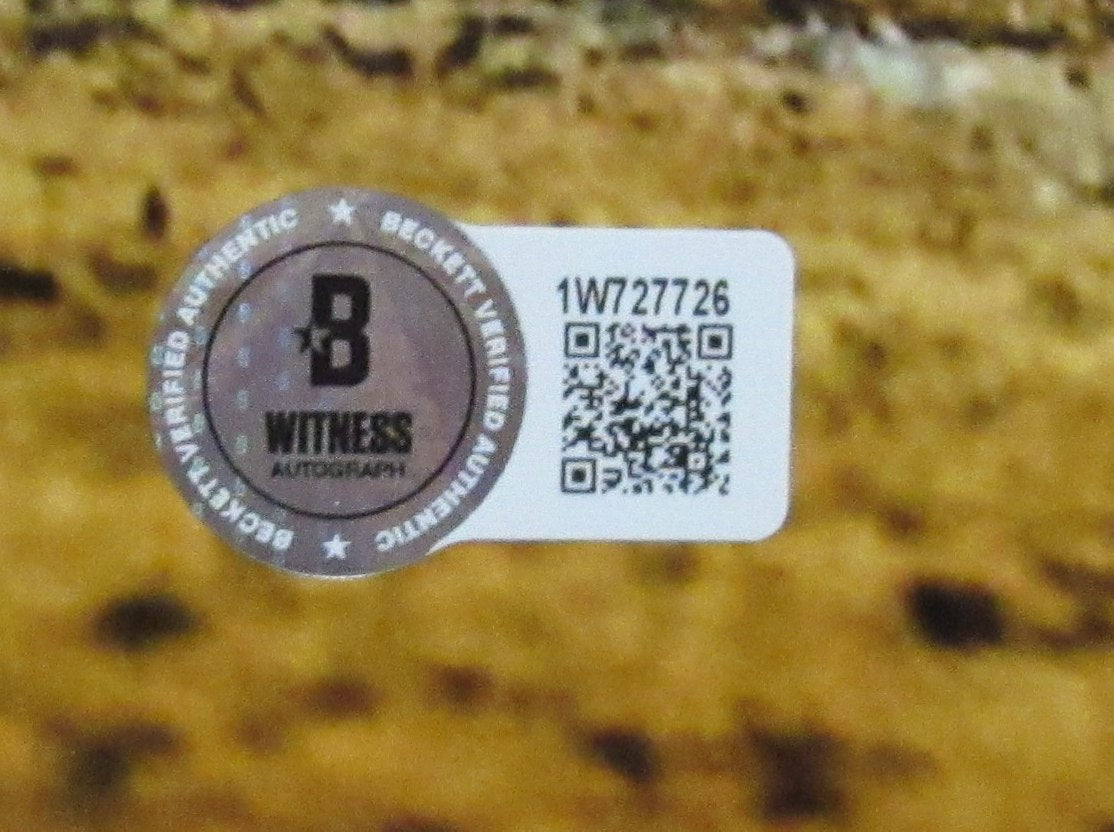 BECKETT VERIFIED AUTHENTIC ★ BECKETT VERIFIED AUTHENTIC ★
B
WITNESS
AUTOGRAPH
1W727726